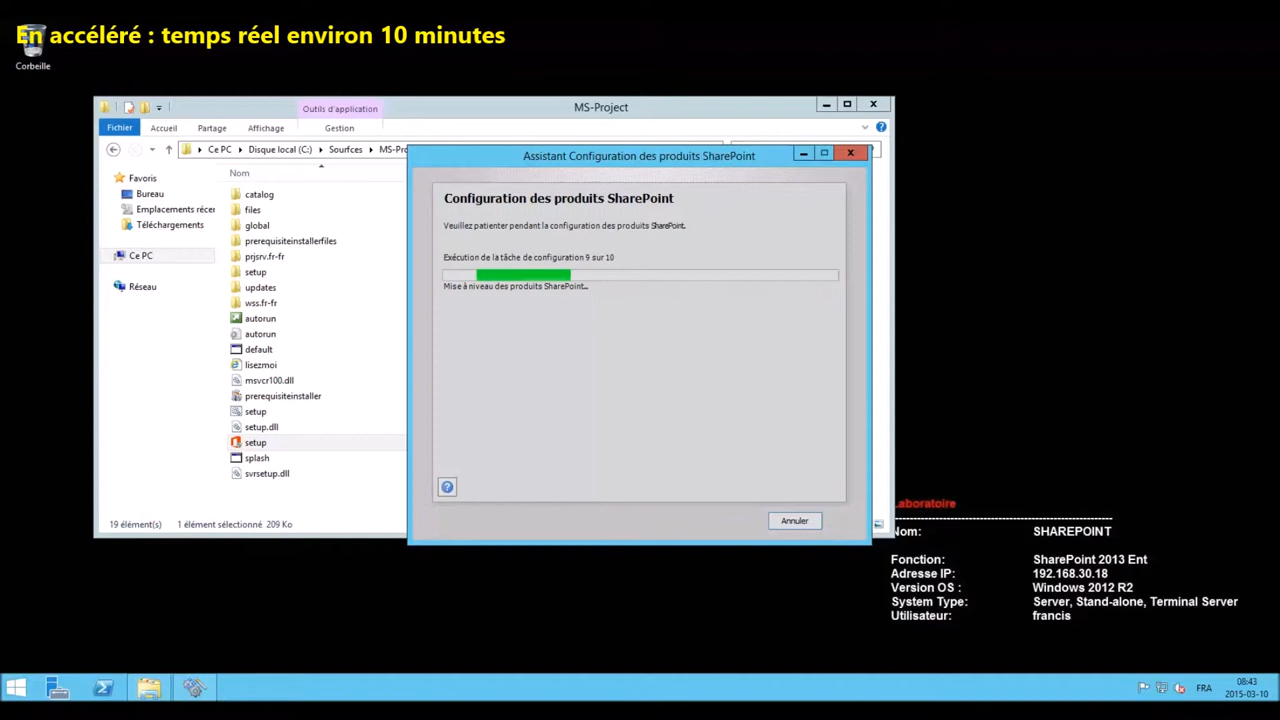 En accéléré : temps réel environ 10 minutes
Corbeille
Outils d'application
MS-Project
Fichier
Accueil
Partage
Affichage
Gestion
Ce PC
Disque local (C:)
Sourfces
Assistant Configuration des produits SharePoint
Nom
Favoris
Bureau
Emplacements récer
Téléchargements
Ce PC
Réseau
catalog
files
global
prerequisiteinstallerfiles
prjsrv.fr-fr
setup
updates
wss.fr-fr
autorun
autorun
default
lisezmoi
msvcr100.dll
prerequisiteinstaller
setup
setup.dll
setup
splash
svrsetup.dll
Configuration des produits SharePoint
Veuillez patienter pendant la configuration des produits SharePoint.
Exécution de la tâche de configuration 9 sur 10
Mise à niveau des produits SharePoint...
Annuler
19 élément(s)
1 élément sélectionné 209 Ko
Nom: SHAREPOINT
Fonction: SharePoint 2013 Ent
Adresse IP: 192.168.30.18
Version OS : Windows 2012 R2
System Type: Server, Stand-alone, Terminal Server
Utilisateur: francis
FRA
08:43
2015-03-10